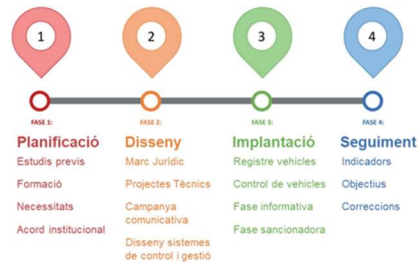 1
2
3
4
FASE 1:
Planificació
Estudis previs
Formació
Necessitats
Acord institucional
FASE 2:
Disseny
Marc Jurídic
Projectes Tècnics
Campanya
comunicativa
Disseny sistemes
de control i gestió
FASE 3:
Implantació
Registre vehicles
Control de vehicles
Fase informativa
Fase sancionadora
FASE 4:
Seguiment
Indicadors
Objectius
Correccions